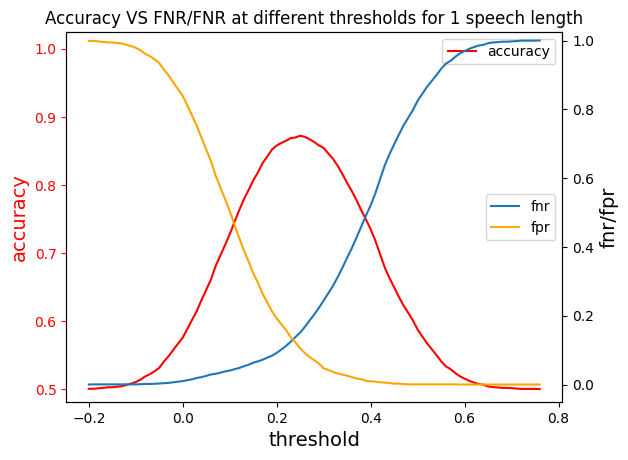 Accuracy VS FNR/FNR at different thresholds for 1 speech length
accuracy
1.0
0.9
0.8
0.7
0.6
0.5
accuracy
1.0
0.8
0.6
0.4
0.2
0.0
fnr/fpr
fnr
fpr
−0.2
0.0
0.2
0.4
0.6
0.8
threshold